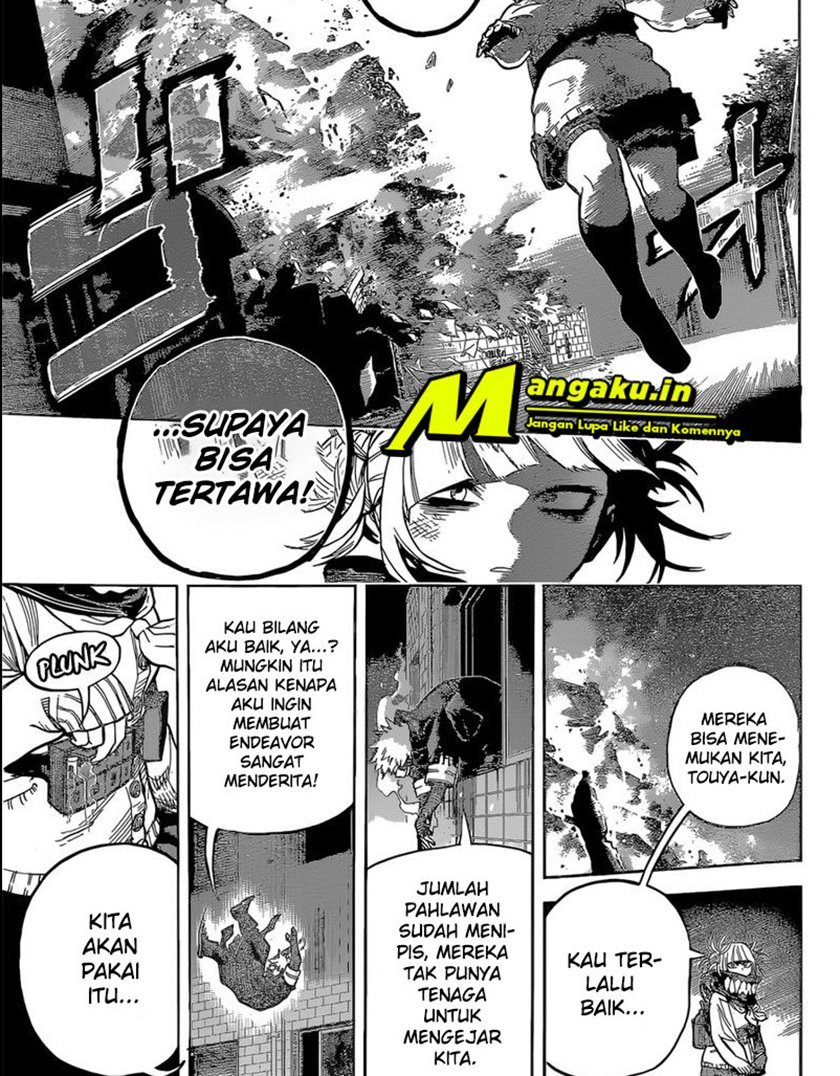 Mangaku.in
Jangan Lupa Like dan Komennya
...SUPAYA
BISA
TERTAWA!
MEREKA
BISA MENE-
MUKAN KITA,
TOUYA-KUN.
KAU TER-
LALU
BAIK...
JUMLAH
PAHLAWAN
SUDAH MENI-
PIS, MEREKA
TAK PUNYA
TENAGA
UNTUK
MENGEJAR
KITA.
KAU BILANG
AKU BAIK, YA...?
MUNGKIN ITU
ALASAN KENAPA
AKU INGIN
MEMBUAT
ENDEAVOR
SANGAT
MENDERITA!
PLUNK
KITA
AKAN
PAKAI
ITU...